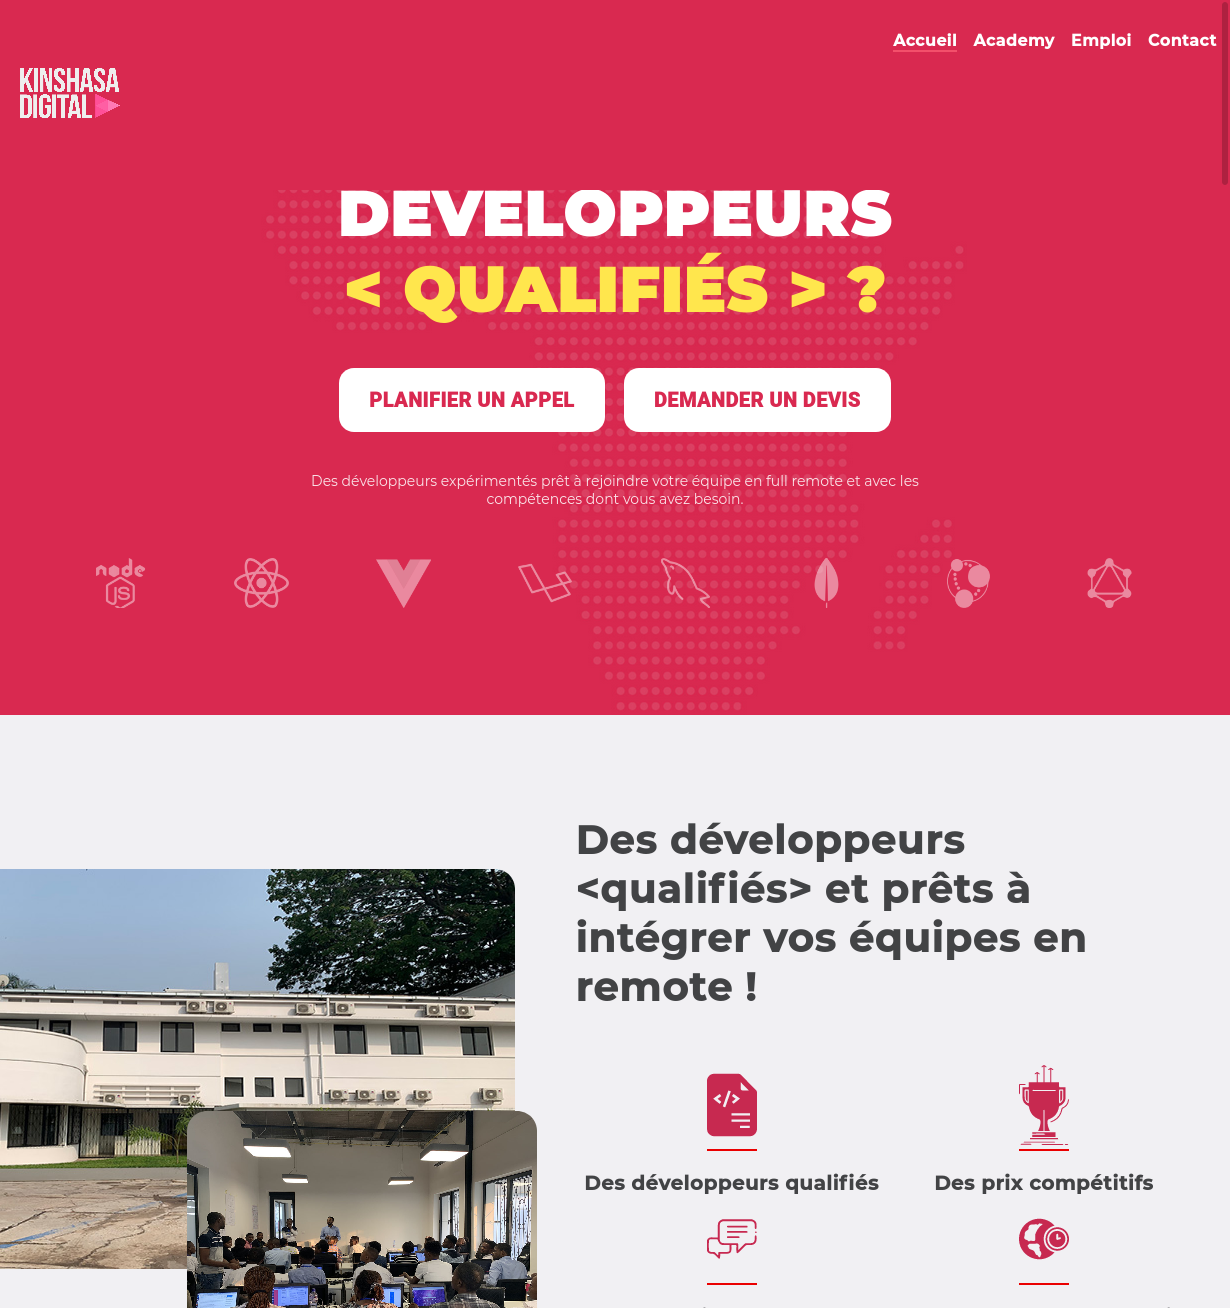 Accueil Academy Emploi Contact
KINSHASA
DIGITAL
DEVELOPPEURS
< QUALIFIÉS > ?
PLANIFIER UN APPEL DEMANDER UN DEVIS
Des développeurs expérimentés prêt à rejoindre votre équipe en full remote et avec les
compétences dont vous avez besoin.
node
JS
Des développeurs
<qualifiés> et prêts à
intégrer vos équipes en
remote !
</>
Des développeurs qualifiés Des prix compétitifs